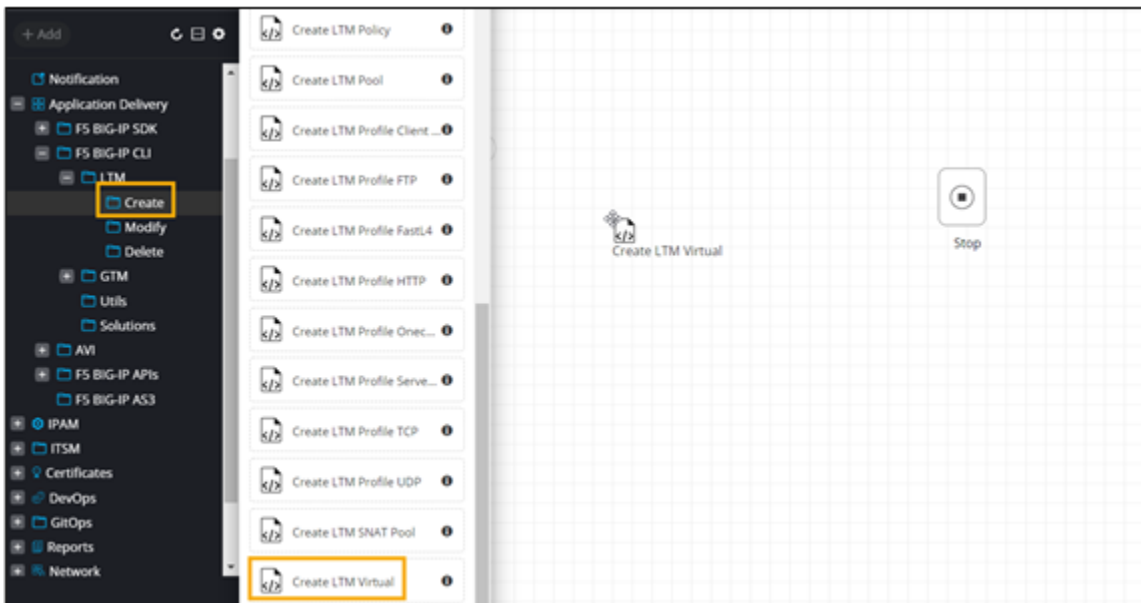 + Add
Notification
Application Delivery
F5 BIG-IP SDK
F5 BIG-IP CLI
LTM
Create
Modify
Delete
GTM
Utils
Solutions
AVI
F5 BIG-IP APIs
F5 BIG-IP AS3
IPAM
ITSM
Certificates
DevOps
GitOps
Reports
Network
Create LTM Policy
Create LTM Pool
Create LTM Profile Client ...
Create LTM Profile FTP
Create LTM Profile FastL4
Create LTM Profile HTTP
Create LTM Profile Onec...
Create LTM Profile Serve...
Create LTM Profile TCP
Create LTM Profile UDP
Create LTM SNAT Pool
Create LTM Virtual
Create LTM Virtual
Stop